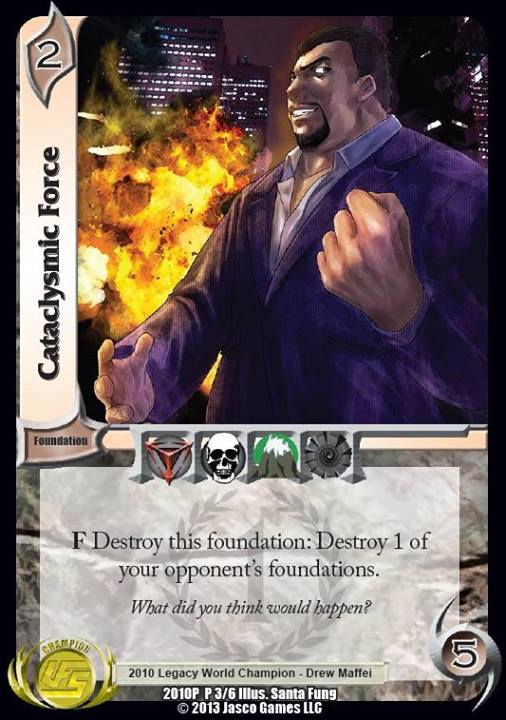 2
Cataclysmic Force
Foundation
F Destroy this foundation: Destroy 1 of
your opponent's foundations.
What did you think would happen?
CHAMPION
UFS
5
2010 Legacy World Champion - Drew Maffei
2010P P 3/6 Illus. Santa Fung
© 2013 Jasco Games LLC